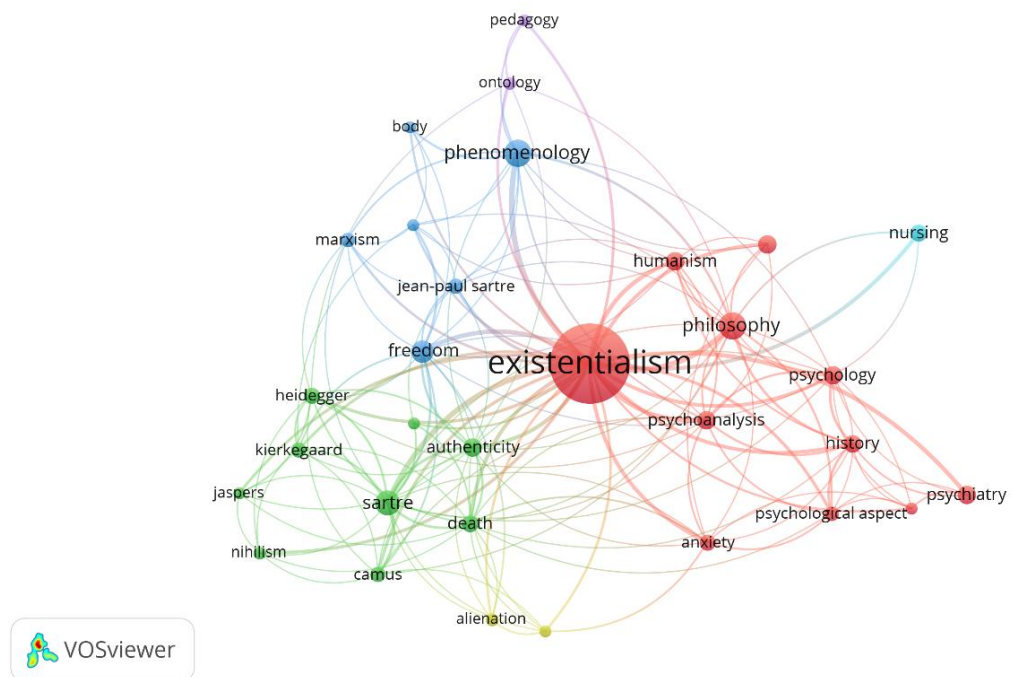 pedagogy
ontology
body
phenomenology
nursing
marxism
humanism
jean-paul sartre
philosophy
freedom
existentialism
psychology
heidegger
psychoanalysis
authenticity
history
kierkegaard
jaspers
sartre
psychiatry
psychological aspect
death
anxiety
nihilism
camus
alienation
VOSviewer